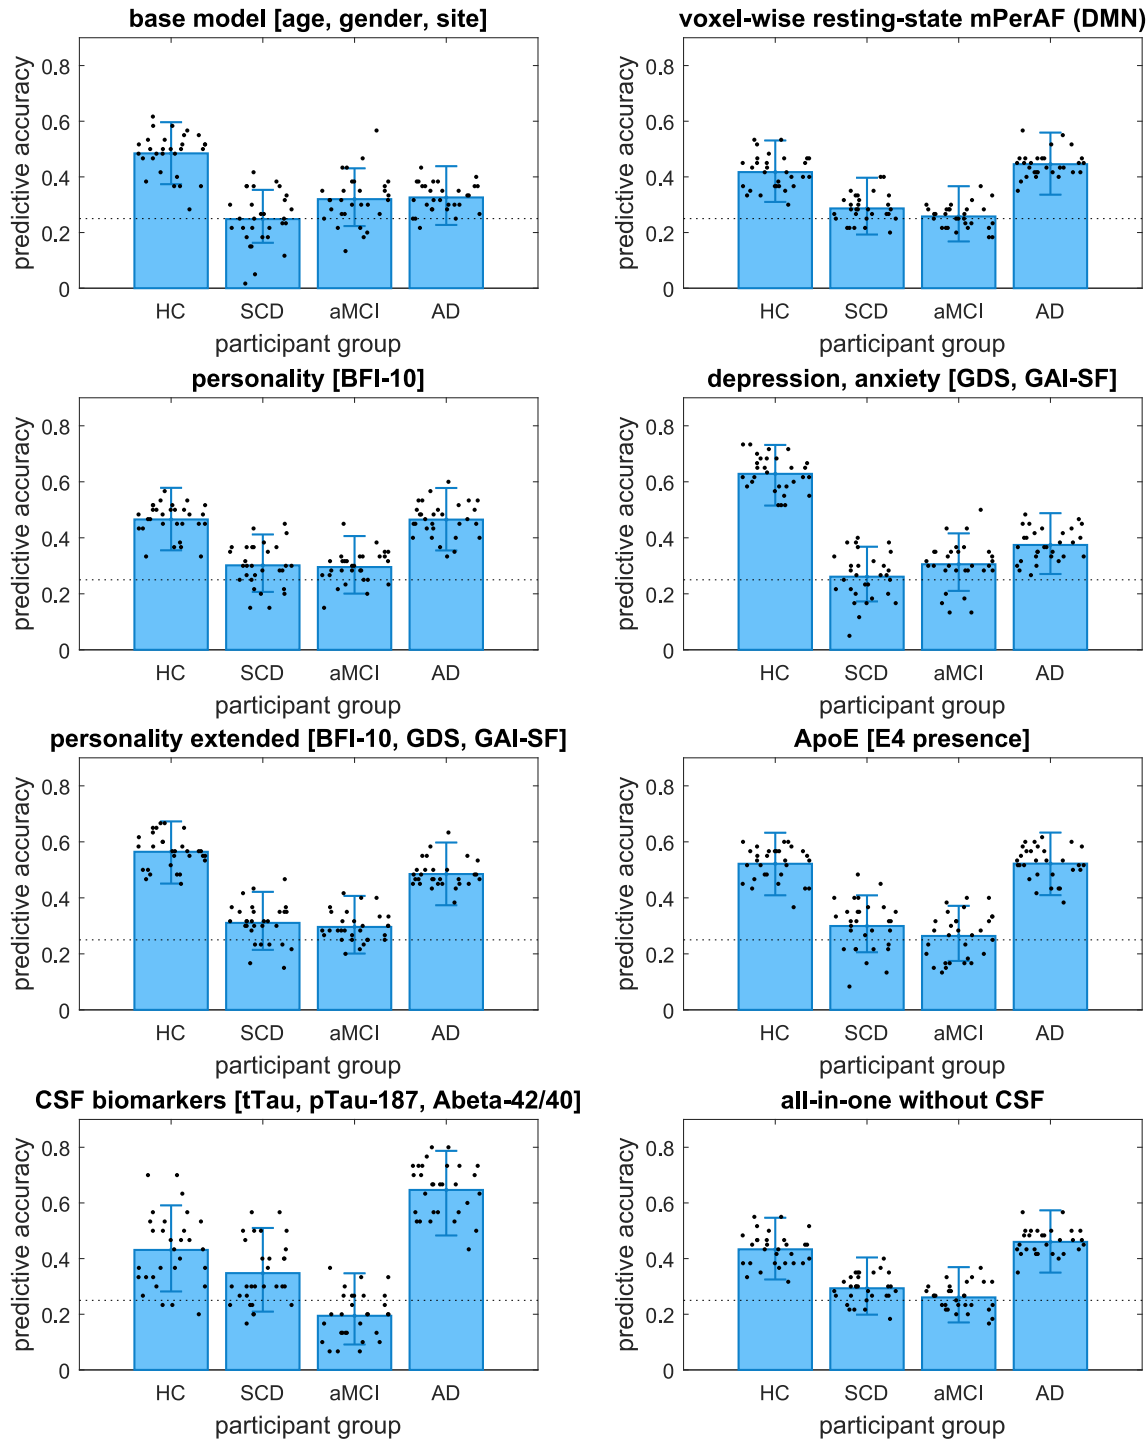 base model [age, gender, site]
predictive accuracy
0.8
0.6
0.4
0.2
0
HC SCD aMCI AD
participant group
voxel-wise resting-state mPerAF (DMN)
predictive accuracy
0.8
0.6
0.4
0.2
0
HC SCD aMCI AD
participant group
personality [BFI-10]
predictive accuracy
0.8
0.6
0.4
0.2
0
HC SCD aMCI AD
participant group
depression, anxiety [GDS, GAI-SF]
predictive accuracy
0.8
0.6
0.4
0.2
0
HC SCD aMCI AD
participant group
personality extended [BFI-10, GDS, GAI-SF]
predictive accuracy
0.8
0.6
0.4
0.2
0
HC SCD aMCI AD
participant group
ApoE [E4 presence]
predictive accuracy
0.8
0.6
0.4
0.2
0
HC SCD aMCI AD
participant group
CSF biomarkers [tTau, pTau-187, Abeta-42/40]
predictive accuracy
0.8
0.6
0.4
0.2
0
HC SCD aMCI AD
participant group
all-in-one without CSF
predictive accuracy
0.8
0.6
0.4
0.2
0
HC SCD aMCI AD
participant group